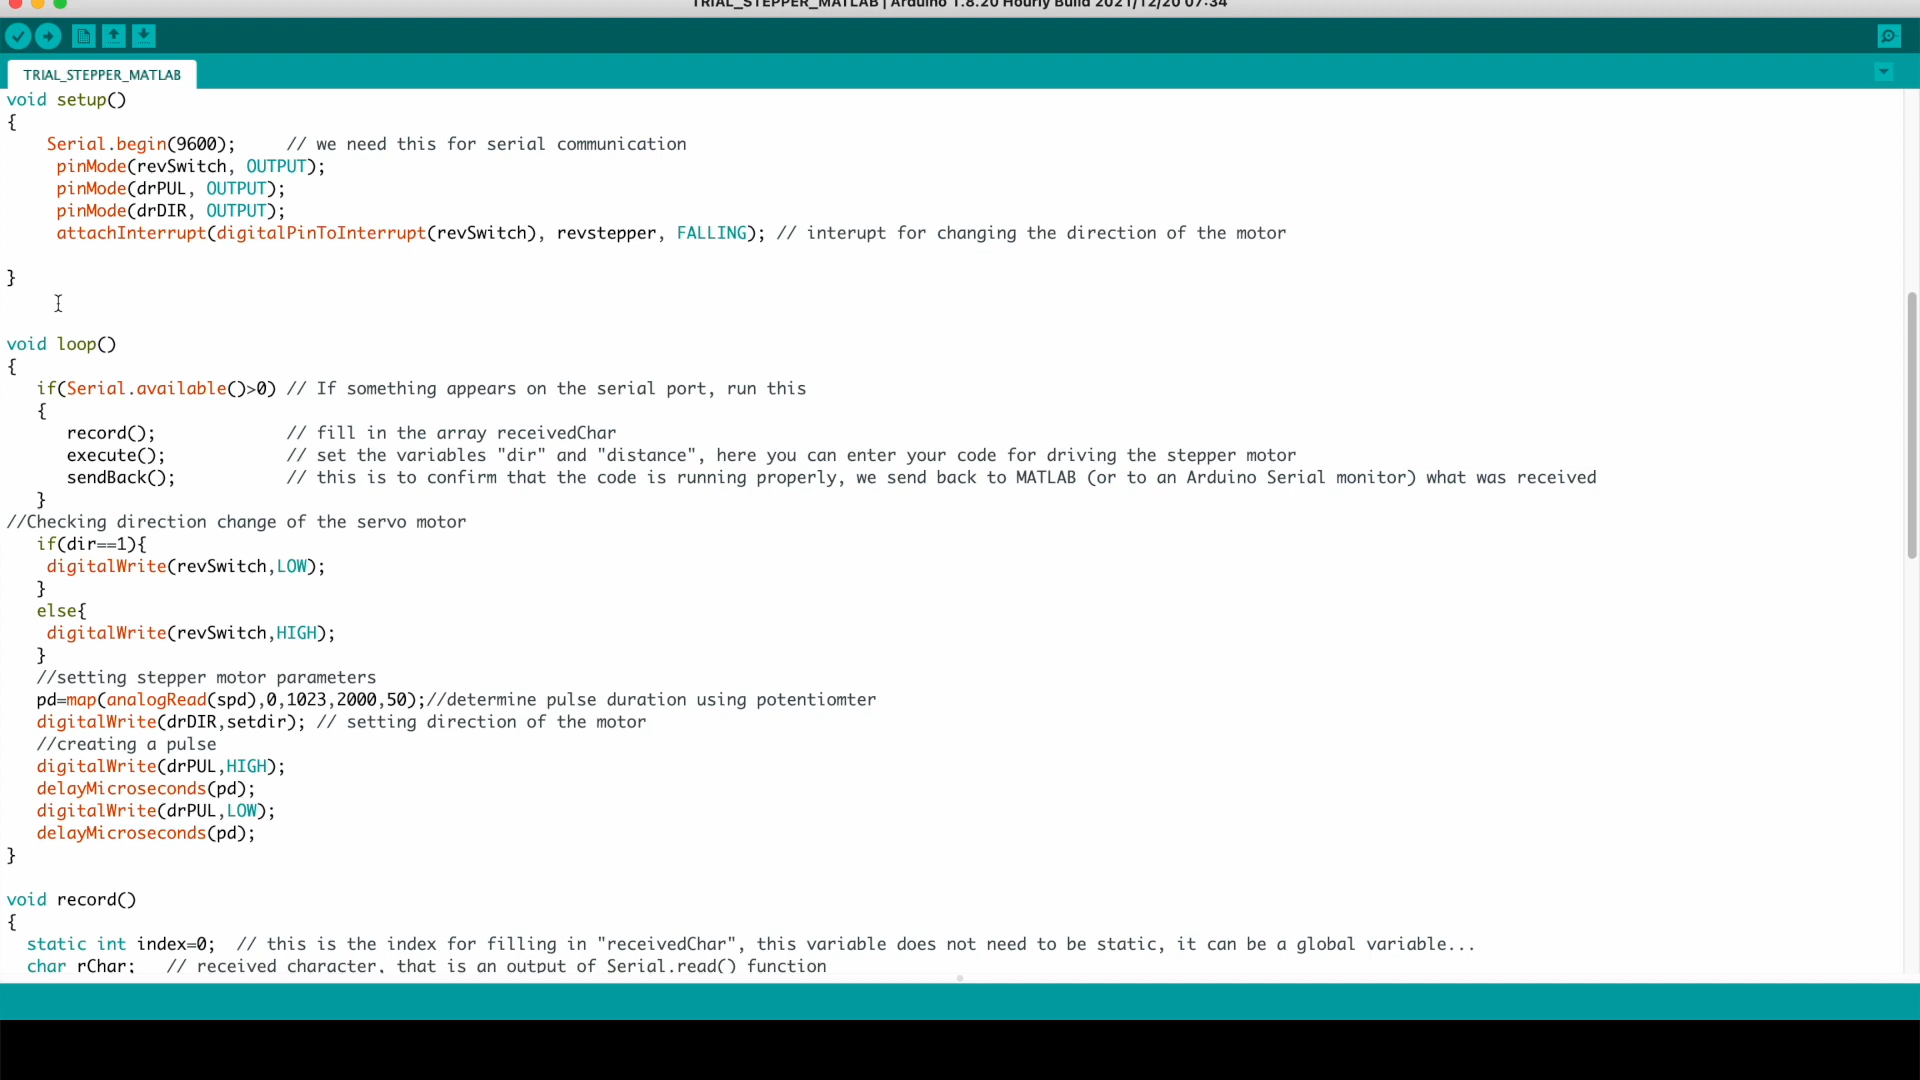 TRIAL_STEPPER_MATLAB | Arduino 1.8.20 Hourly Build 2021/12/20 07:34
TRIAL_STEPPER_MATLAB
void setup()
{
Serial.begin(9600); // we need this for serial communication
pinMode(revSwitch, OUTPUT);
pinMode(drPUL, OUTPUT);
pinMode(drDIR, OUTPUT);
attachInterrupt(digitalPinToInterrupt(revSwitch), revstepper, FALLING); // interupt for changing the direction of the motor
}
void loop()
{
if(Serial.available()>0) // If something appears on the serial port, run this
{
record(); // fill in the array receivedChar
execute(); // set the variables "dir" and "distance", here you can enter your code for driving the stepper motor
sendBack(); // this is to confirm that the code is running properly, we send back to MATLAB (or to an Arduino Serial monitor) what was received
}
//Checking direction change of the servo motor
if(dir==1){
digitalWrite(revSwitch,LOW);
}
else{
digitalWrite(revSwitch,HIGH);
}
//setting stepper motor parameters
pd=map(analogRead(spd),0,1023,2000,50);//determine pulse duration using potentiomter
digitalWrite(drDIR,setdir); // setting direction of the motor
//creating a pulse
digitalWrite(drPUL,HIGH);
delayMicroseconds(pd);
digitalWrite(drPUL,LOW);
delayMicroseconds(pd);
}
void record()
{
static int index=0; // this is the index for filling in "receivedChar", this variable does not need to be static, it can be a global variable...
char rChar; // received character, that is an output of Serial.read() function